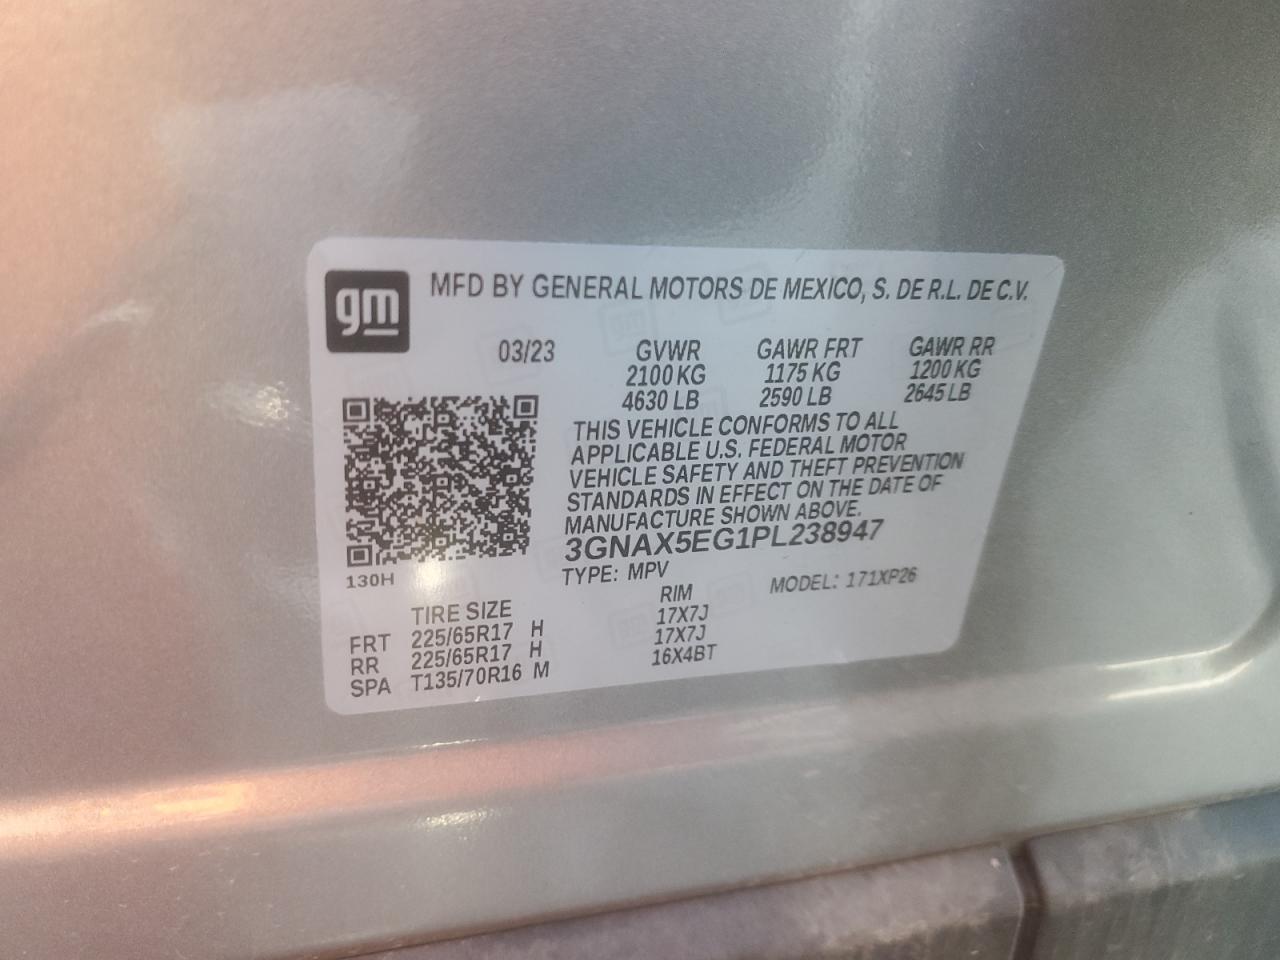 gm
MFD BY GENERAL MOTORS DE MEXICO, S. DE R.L. DE C.V.
03/23 GVWR GAWR FRT GAWR RR
2100 KG 1175 KG 1200 KG
4630 LB 2590 LB 2645 LB
THIS VEHICLE CONFORMS TO ALL
APPLICABLE U.S. FEDERAL MOTOR
VEHICLE SAFETY AND THEFT PREVENTION
STANDARDS IN EFFECT ON THE DATE OF
MANUFACTURE SHOWN ABOVE.
3GNAX5EG1PL238947
130H
TYPE: MPV MODEL: 171XP26
TIRE SIZE RIM
FRT 225/65R17 H 17X7J
RR 225/65R17 H 17X7J
SPA T135/70R16 M 16X4BT